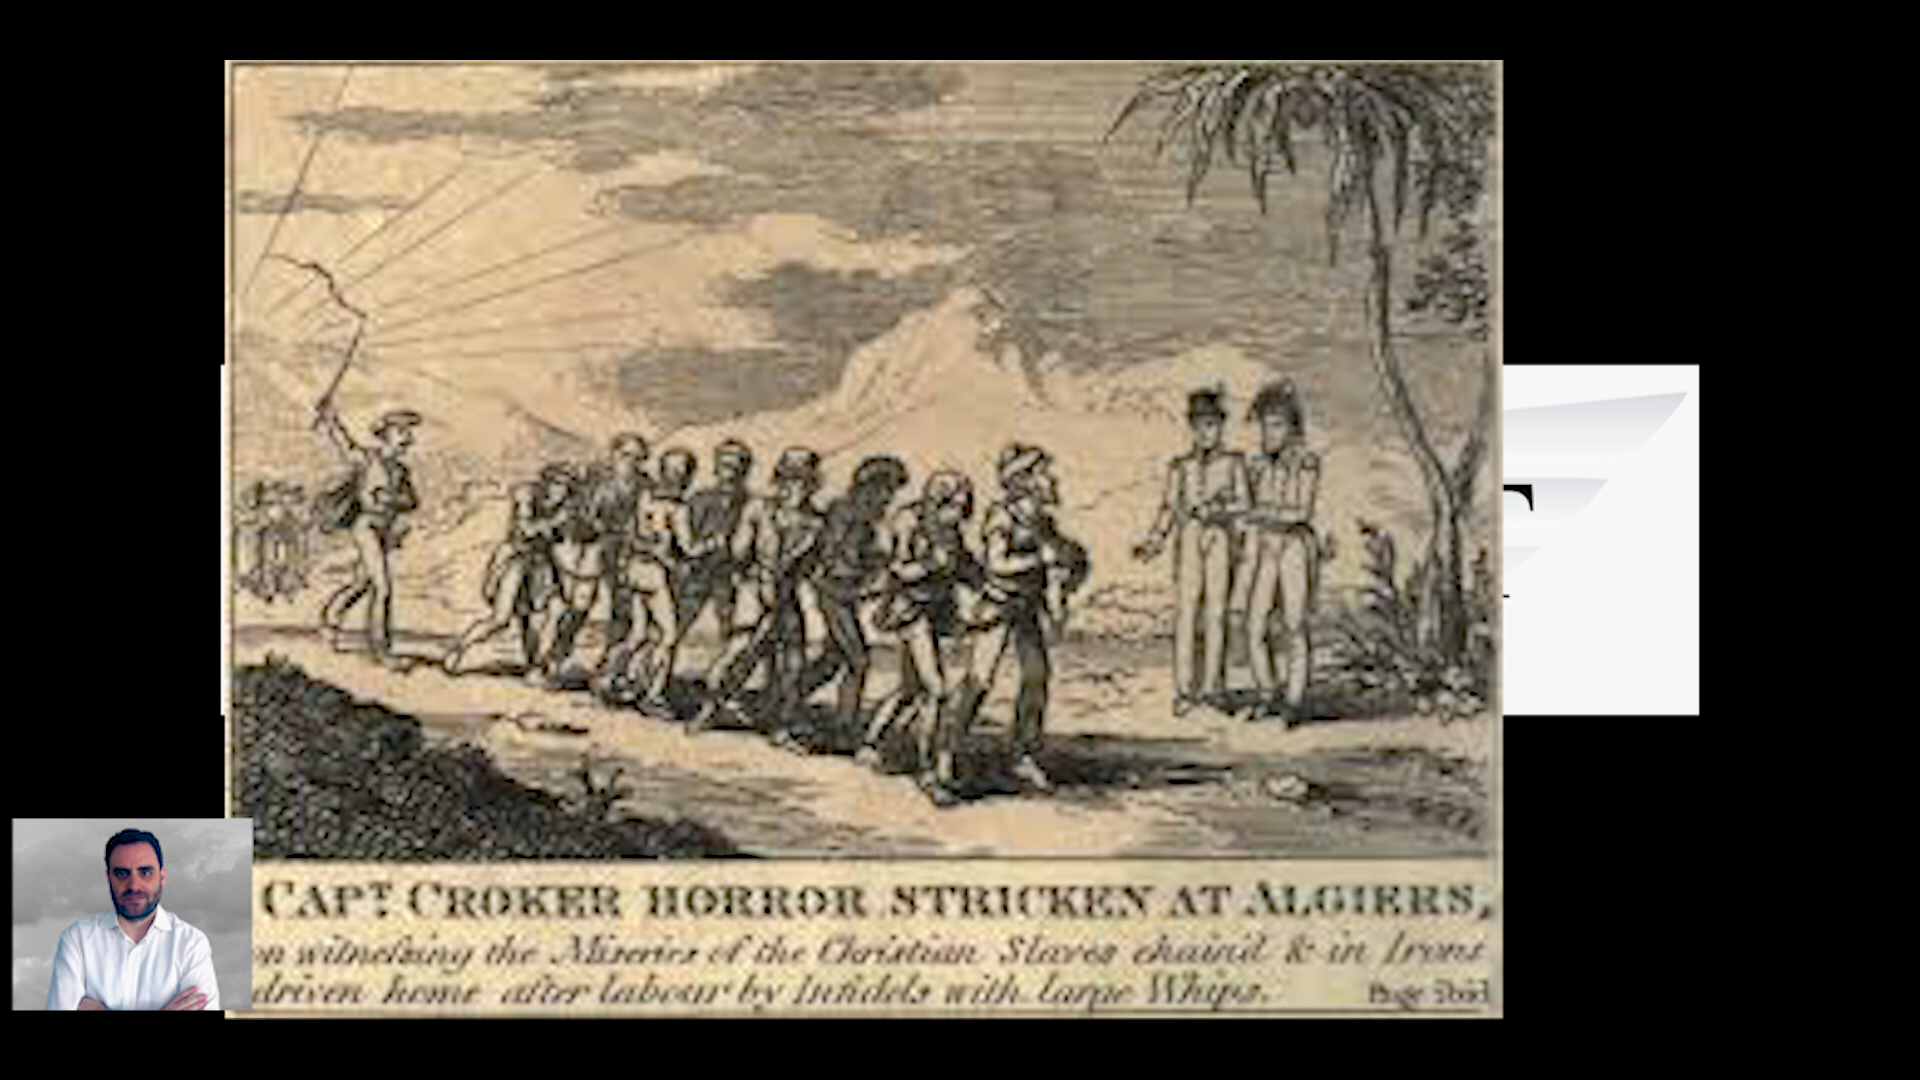 CAPT. CROKER HORROR STRICKEN AT ALGIERS,
on witnessing the Miseries of the Christian Slaves chain'd & in Irons
driven home after labour by Infidels with large Whips.